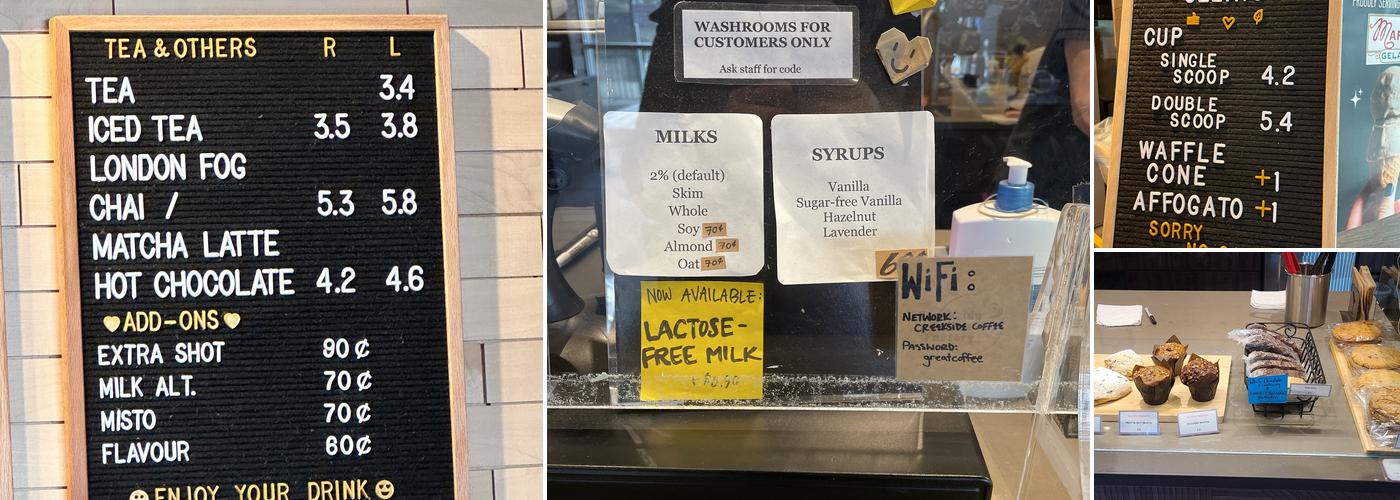 TEA & OTHERS R L
TEA 3.4
ICED TEA 3.5 3.8
LONDON FOG
CHAI / 5.3 5.8
MATCHA LATTE
HOT CHOCOLATE 4.2 4.6
ADD-ONS
EXTRA SHOT 90¢
MILK ALT. 70¢
MISTO 70¢
FLAVOUR 60¢
ENJOY YOUR DRINK
WASHROOMS FOR
CUSTOMERS ONLY
Ask staff for code
MILKS
2% (default)
Skim
Whole
Soy 70¢
Almond 70¢
Oat 70¢
SYRUPS
Vanilla
Sugar-free Vanilla
Hazelnut
Lavender
NOW AVAILABLE:
LACTOSE-
FREE MILK
WiFi:
NETWORK:
CREEKSIDE COFFEE
PASSWORD:
greatcoffee
CUP
SINGLE
SCOOP 4.2
DOUBLE
SCOOP 5.4
WAFFLE
CONE +1
AFFOGATO +1
SORRY
PROUDLY